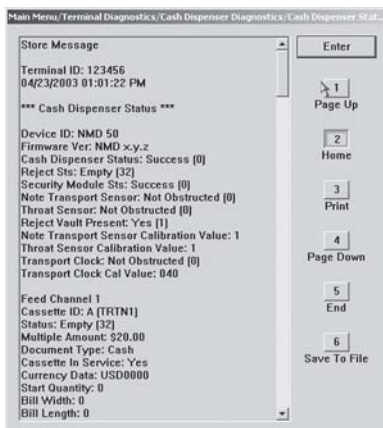 Main Menu/Terminal Diagnostics/Cash Dispenser Diagnostics/Cash Dispenser Stat...
Store Message
Terminal ID: 123456
04/23/2003 01:01:22 PM
*** Cash Dispenser Status ***
Device ID: NMD 50
Firmware Ver: NMD x.y.z
Cash Dispenser Status: Success (0)
Reject Sts: Empty (32)
Security Module Sts: Success (0)
Note Transport Sensor: Not Obstructed (0)
Throat Sensor: Not Obstructed (0)
Reject Vault Present: Yes (1)
Note Transport Sensor Calibration Value: 1
Throat Sensor Calibration Value: 1
Transport Clock: Not Obstructed (0)
Transport Clock Cal Value: 040
Feed Channel 1
Cassette ID: A (TRTN1)
Status: Empty (32)
Multiple Amount: $20.00
Document Type: Cash
Cassette In Service: Yes
Currency Data: USD0000
Start Quantity: 0
Bill Width: 0
Bill Length: 0
Enter
1
Page Up
2
Home
3
Print
4
Page Down
5
End
6
Save To File